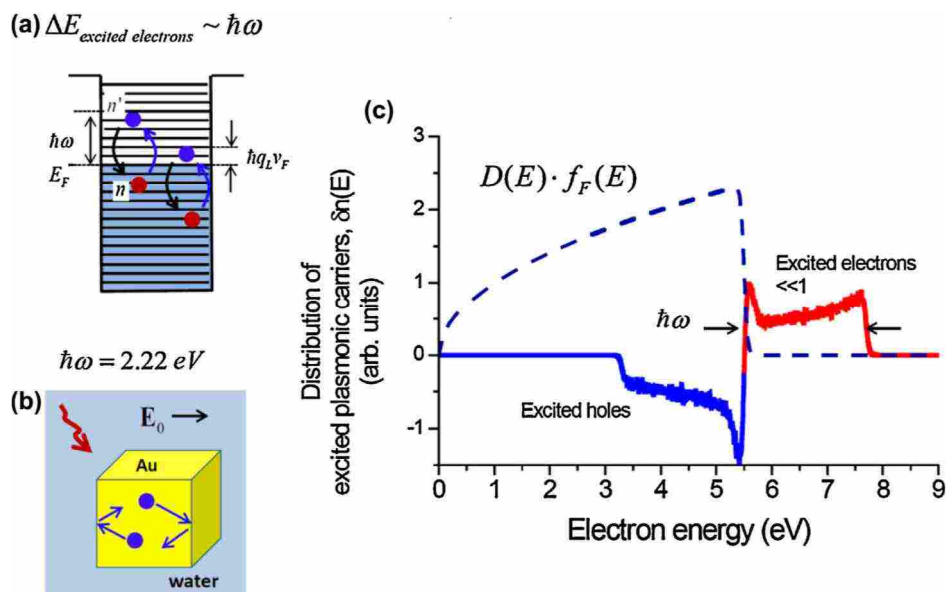 (a) ΔE_excited electrons ~ ħω
n'
ħω
ħq_L v_F
E_F
n
ħω = 2.22 eV
(b)
E₀
Au
water
(c)
Distribution of
excited plasmonic carriers, δn(E)
(arb. units)
3
2
1
0
-1
D(E) · f_F(E)
Excited electrons
<<1
ħω
Excited holes
0 1 2 3 4 5 6 7 8 9
Electron energy (eV)